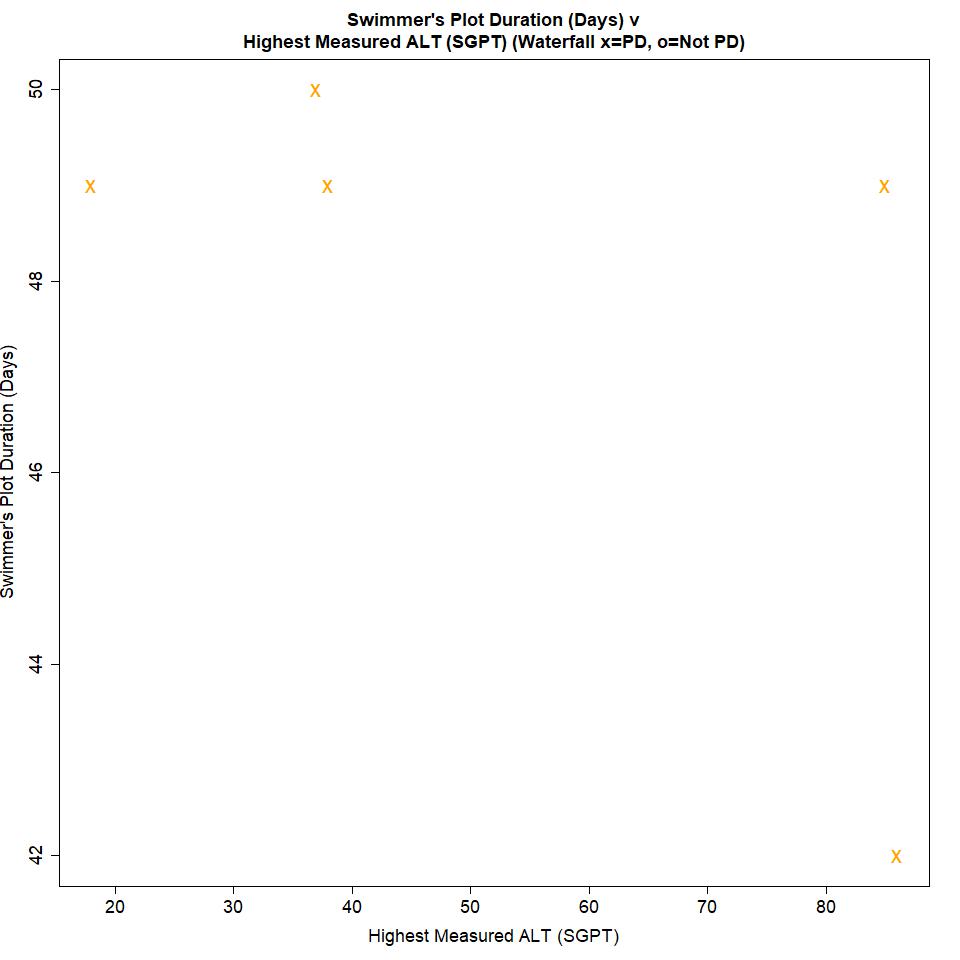 Swimmer's Plot Duration (Days) v
Highest Measured ALT (SGPT) (Waterfall x=PD, o=Not PD)
50
48
46
44
42
Swimmer's Plot Duration (Days)
X
X
X
X
X
20 30 40 50 60 70 80
Highest Measured ALT (SGPT)